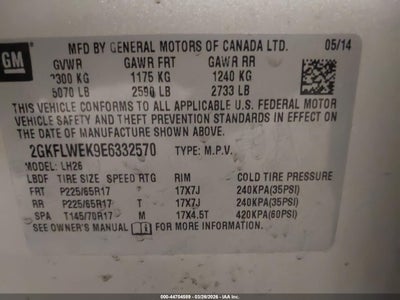 GM
MFD BY GENERAL MOTORS OF CANADA LTD. 05/14
GVWR GAWR FRT GAWR RR
2300 KG 1175 KG 1240 KG
5070 LB 2590 LB 2733 LB
THIS VEHICLE CONFORMS TO ALL APPLICABLE U.S. FEDERAL MOTOR
VEHICLE SAFETY AND THEFT PREVENTION STANDARDS IN EFFECT
ON THE DATE OF MANUFACTURE SHOWN ABOVE.
2GKFLWEK9E6332570 TYPE: M.P.V.
MODEL: LH26
LBDF TIRE SIZE SPEED RTG RIM COLD TIRE PRESSURE
FRT P225/65R17 T 17X7J 240KPA(35PSI)
RR P225/65R17 T 17X7J 240KPA(35PSI)
SPA T145/70R17 M 17X4.5T 420KPA(60PSI)
SEE OWNER'S MANUAL FOR ADDITIONAL INFORMATION.
000-44704599 - 03/26/2026 - IAA Inc.